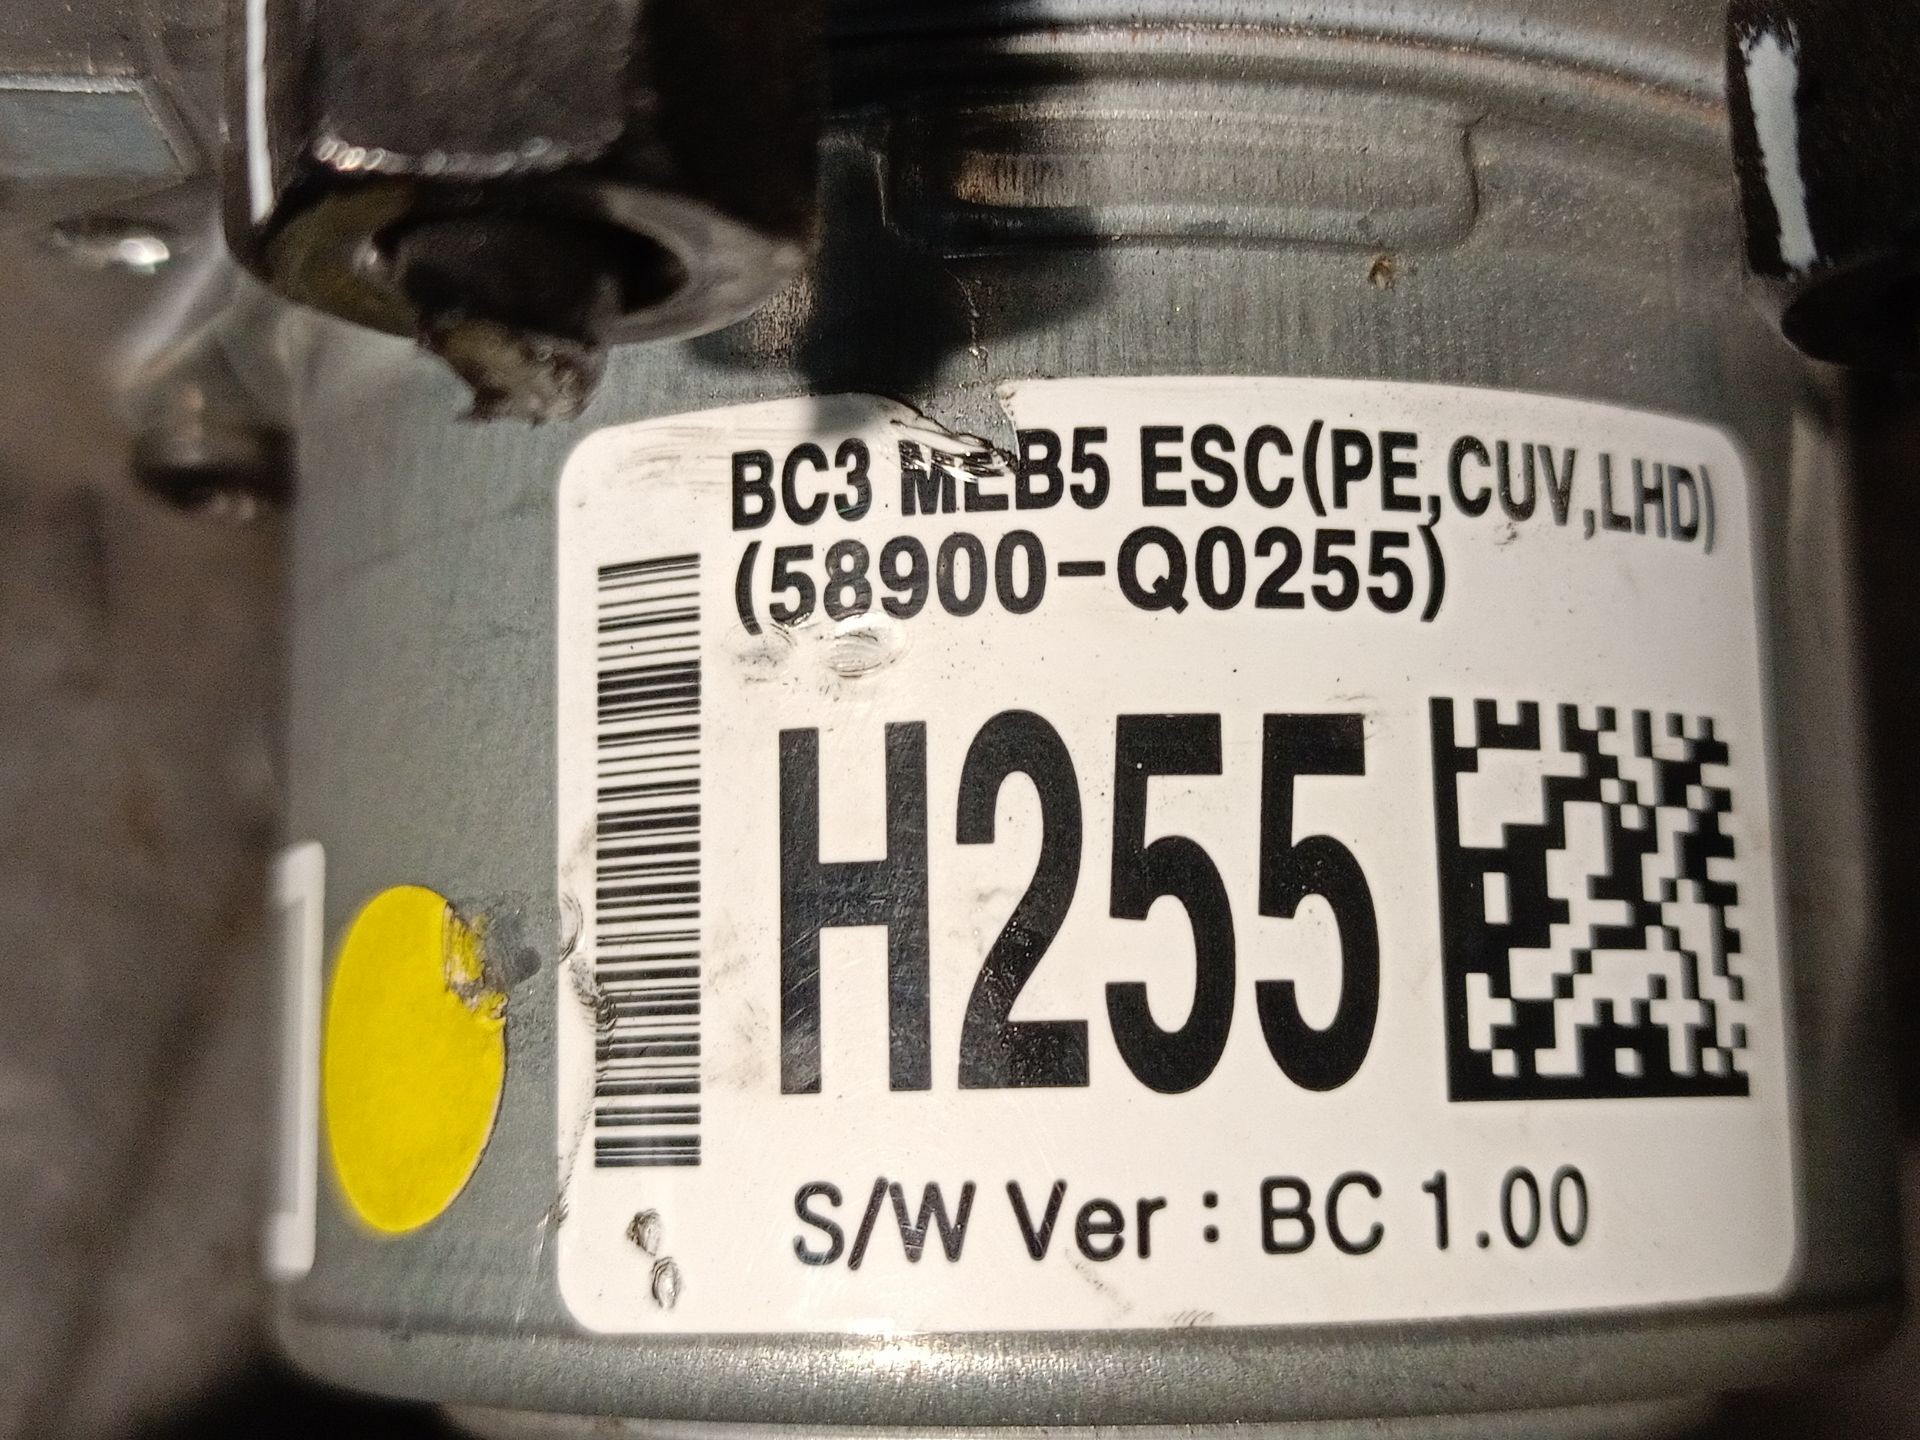 BC3 MEB5 ESC(PE,CUV,LHD)
(58900-Q0255)
H255
S/W Ver : BC 1.00